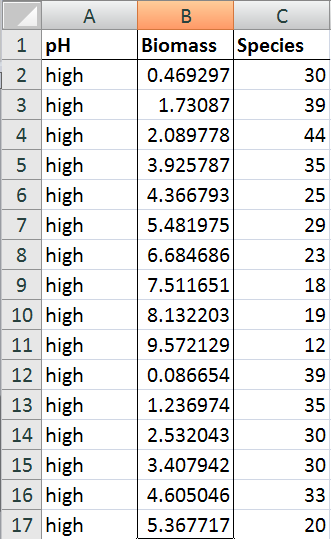 A B C
1 pH Biomass Species
2 high 0.469297 30
3 high 1.73087 39
4 high 2.089778 44
5 high 3.925787 35
6 high 4.366793 25
7 high 5.481975 29
8 high 6.684686 23
9 high 7.511651 18
10 high 8.132203 19
11 high 9.572129 12
12 high 0.086654 39
13 high 1.236974 35
14 high 2.532043 30
15 high 3.407942 30
16 high 4.605046 33
17 high 5.367717 20